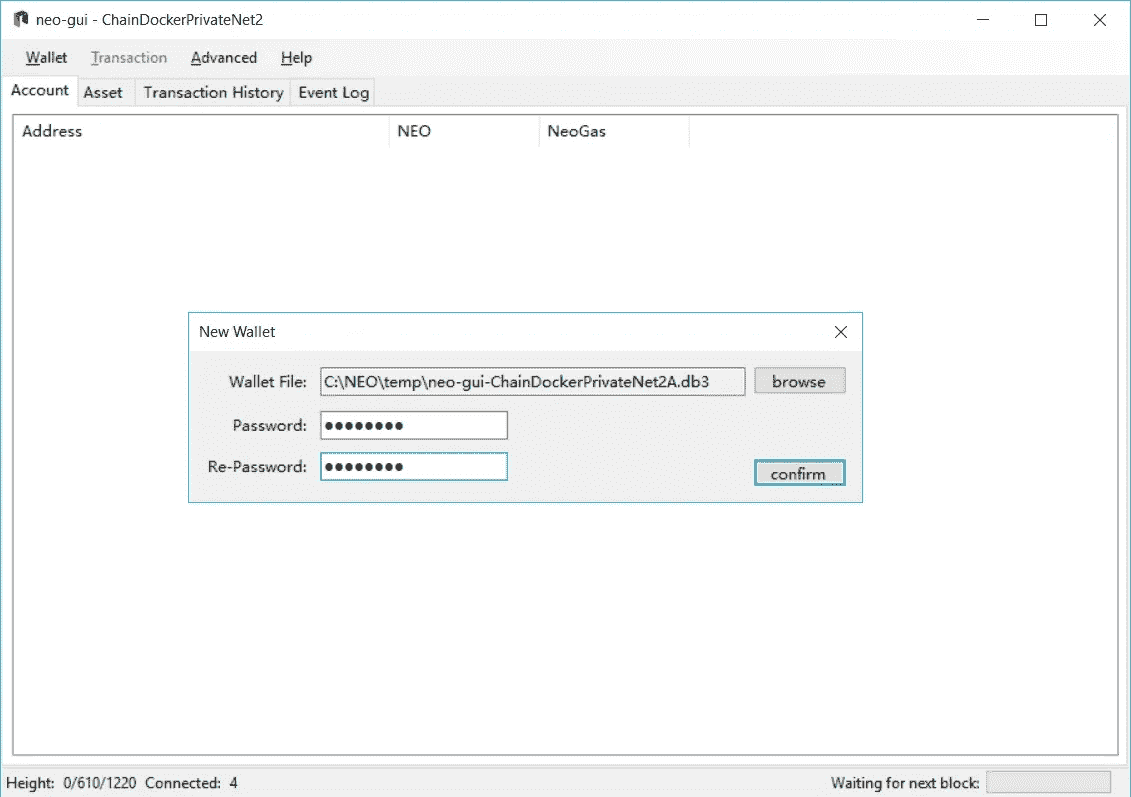 neo-gui - ChainDockerPrivateNet2
Wallet Transaction Advanced Help
Account Asset Transaction History Event Log
Address NEO NeoGas
New Wallet
Wallet File: C:\NEO\temp\neo-gui-ChainDockerPrivateNet2A.db3 browse
Password: ●●●●●●●●
Re-Password: ●●●●●●●●
confirm
Height: 0/610/1220 Connected: 4 Waiting for next block: